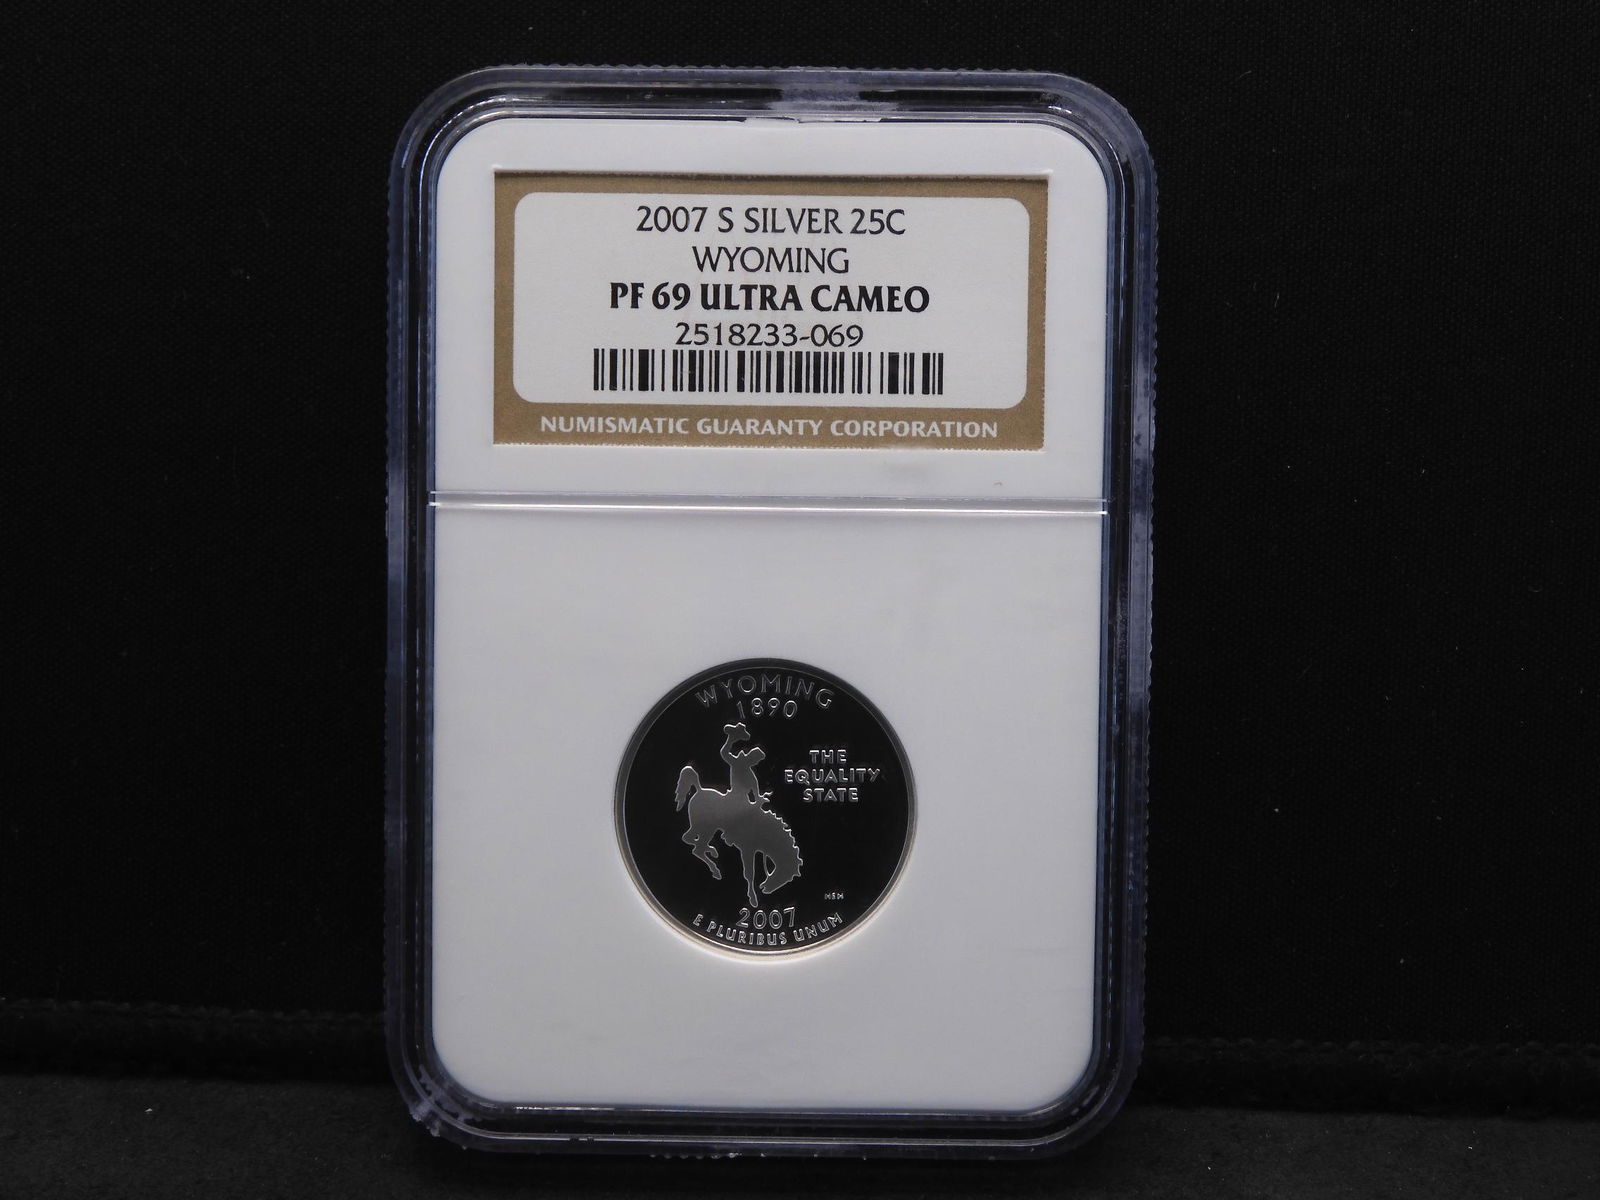 2007 S SILVER 25C
WYOMING
PF 69 ULTRA CAMEO
2518233-069
NUMISMATIC GUARANTY CORPORATION
WYOMING
1890
THE
EQUALITY
STATE
2007
E PLURIBUS UNUM